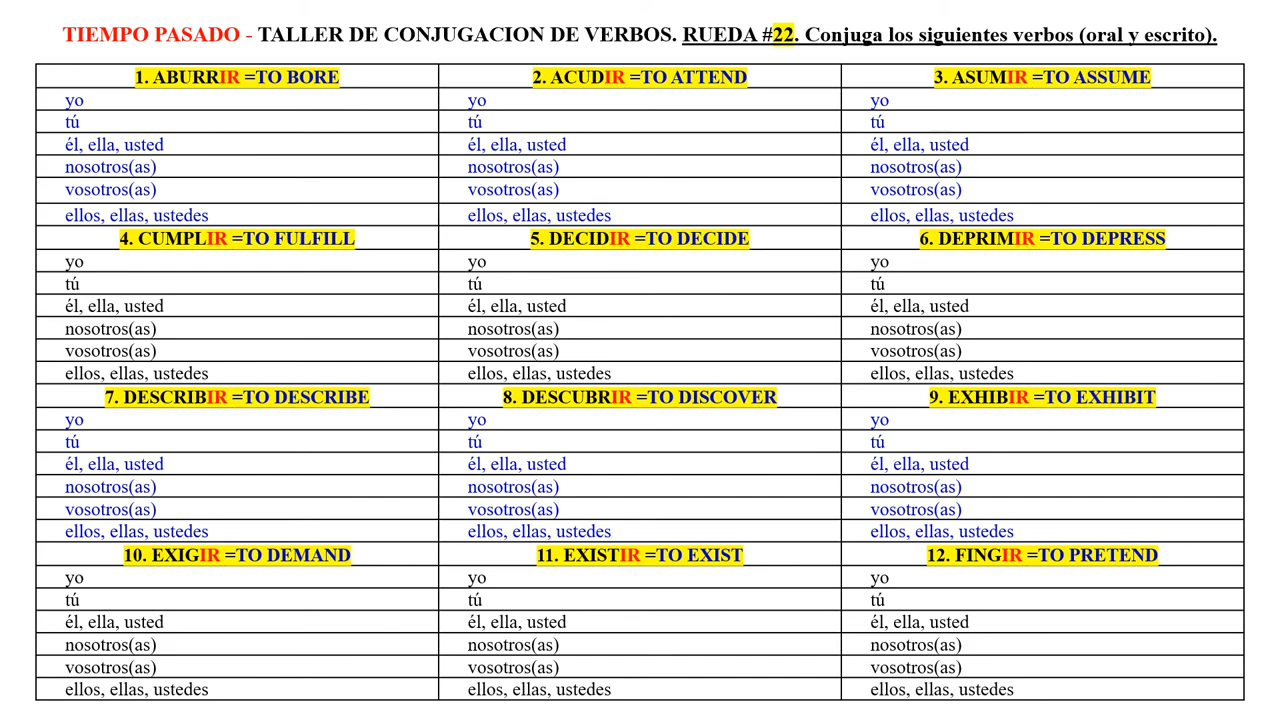 TIEMPO PASADO - TALLER DE CONJUGACION DE VERBOS. RUEDA #22. Conjuga los siguientes verbos (oral y escrito).
1. ABURRIR =TO BORE 2. ACUDIR =TO ATTEND 3. ASUMIR =TO ASSUME
yo yo yo
tú tú tú
él, ella, usted él, ella, usted él, ella, usted
nosotros(as) nosotros(as) nosotros(as)
vosotros(as) vosotros(as) vosotros(as)
ellos, ellas, ustedes ellos, ellas, ustedes ellos, ellas, ustedes
4. CUMPLIR =TO FULFILL 5. DECIDIR =TO DECIDE 6. DEPRIMIR =TO DEPRESS
yo yo yo
tú tú tú
él, ella, usted él, ella, usted él, ella, usted
nosotros(as) nosotros(as) nosotros(as)
vosotros(as) vosotros(as) vosotros(as)
ellos, ellas, ustedes ellos, ellas, ustedes ellos, ellas, ustedes
7. DESCRIBIR =TO DESCRIBE 8. DESCUBRIR =TO DISCOVER 9. EXHIBIR =TO EXHIBIT
yo yo yo
tú tú tú
él, ella, usted él, ella, usted él, ella, usted
nosotros(as) nosotros(as) nosotros(as)
vosotros(as) vosotros(as) vosotros(as)
ellos, ellas, ustedes ellos, ellas, ustedes ellos, ellas, ustedes
10. EXIGIR =TO DEMAND 11. EXISTIR =TO EXIST 12. FINGIR =TO PRETEND
yo yo yo
tú tú tú
él, ella, usted él, ella, usted él, ella, usted
nosotros(as) nosotros(as) nosotros(as)
vosotros(as) vosotros(as) vosotros(as)
ellos, ellas, ustedes ellos, ellas, ustedes ellos, ellas, ustedes